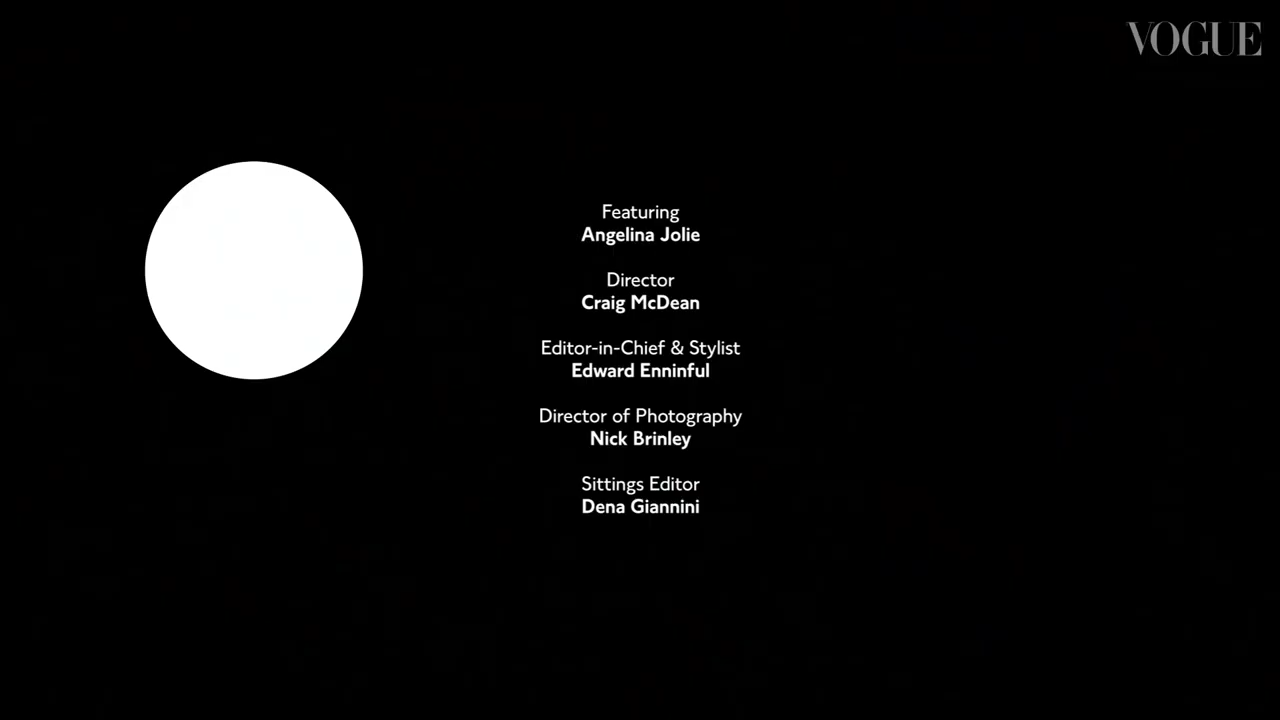 VOGUE
Featuring
Angelina Jolie
Director
Craig McDean
Editor-in-Chief & Stylist
Edward Enninful
Director of Photography
Nick Brinley
Sittings Editor
Dena Giannini